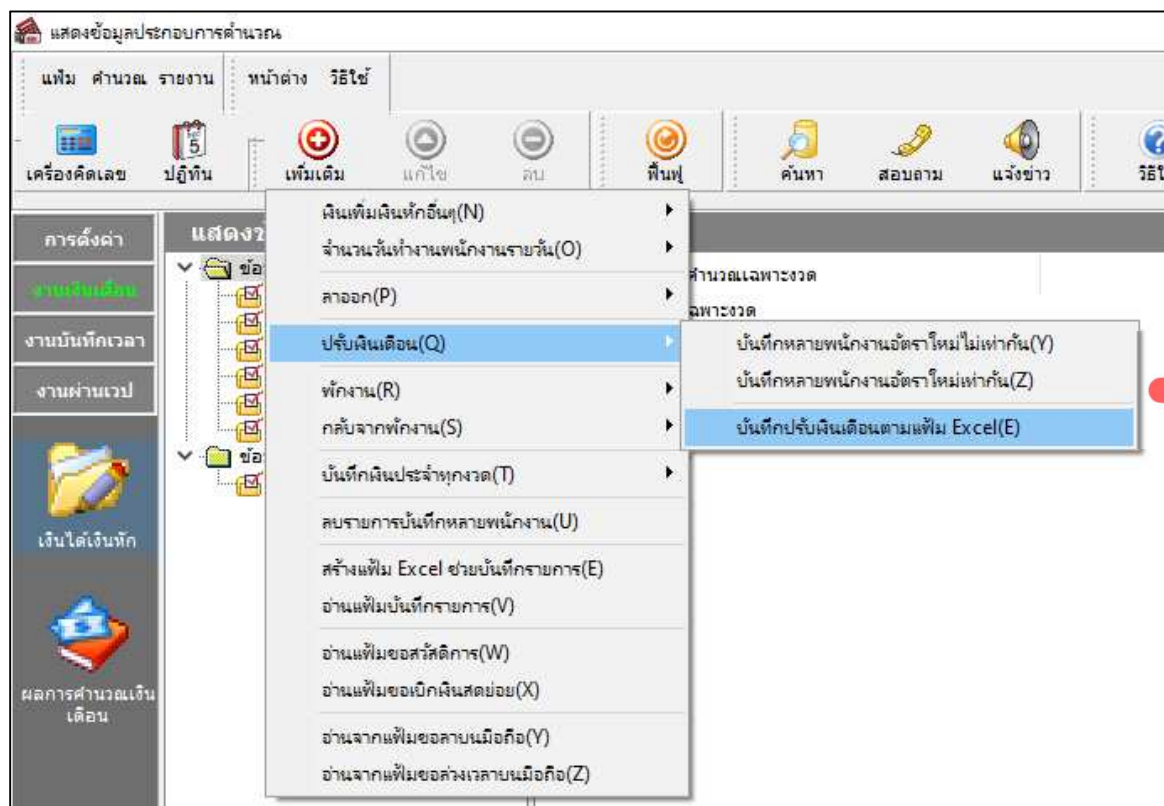 แสดงข้อมูลประกอบการคำนวณ
แฟ้ม คำนวณ รายงาน หน้าต่าง วิธีใช้
เครื่องคิดเลข ปฏิทิน เพิ่มเติม แก้ไข ลบ ฟื้นฟู ค้นหา สอบถาม แจ้งข่าว
การตั้งค่า
งานเงินเดือน
งานบันทึกเวลา
งานผ่านเวป
เงินได้เงินหัก
ผลการคำนวณเงิน
เดือน
เงินเพิ่มเงินหักอื่นๆ(N)
จำนวนวันทำงานพนักงานรายวัน(O)
ลาออก(P)
ปรับเงินเดือน(Q)
พักงาน(R)
กลับจากพักงาน(S)
บันทึกเงินประจำทุกงวด(T)
ลบรายการบันทึกหลายพนักงาน(U)
สร้างแฟ้ม Excel ช่วยบันทึกรายการ(E)
อ่านแฟ้มบันทึกรายการ(V)
อ่านแฟ้มขอสวัสดิการ(W)
อ่านแฟ้มขอเบิกเงินสดย่อย(X)
อ่านจากแฟ้มขอลาบนมือถือ(Y)
อ่านจากแฟ้มขอล่วงเวลาบนมือถือ(Z)
คำนวณเฉพาะงวด
บันทึกหลายพนักงานอัตราใหม่ไม่เท่ากัน(Y)
บันทึกหลายพนักงานอัตราใหม่เท่ากัน(Z)
บันทึกปรับเงินเดือนตามแฟ้ม Excel(E)